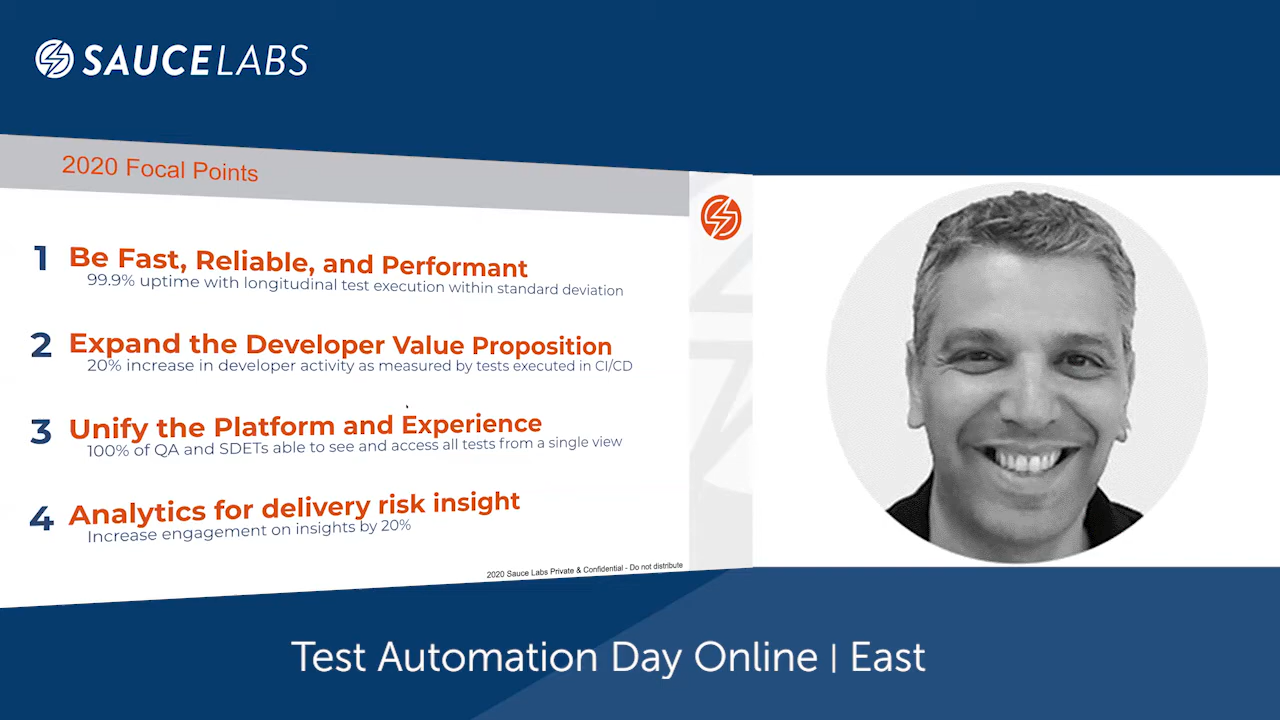 SAUCE LABS
2020 Focal Points
1 Be Fast, Reliable, and Performant
99.9% uptime with longitudinal test execution within standard deviation
2 Expand the Developer Value Proposition
20% increase in developer activity as measured by tests executed in CI/CD
3 Unify the Platform and Experience
100% of QA and SDETs able to see and access all tests from a single view
4 Analytics for delivery risk insight
Increase engagement on insights by 20%
2020 Sauce Labs Private & Confidential - Do not distribute
Test Automation Day Online | East